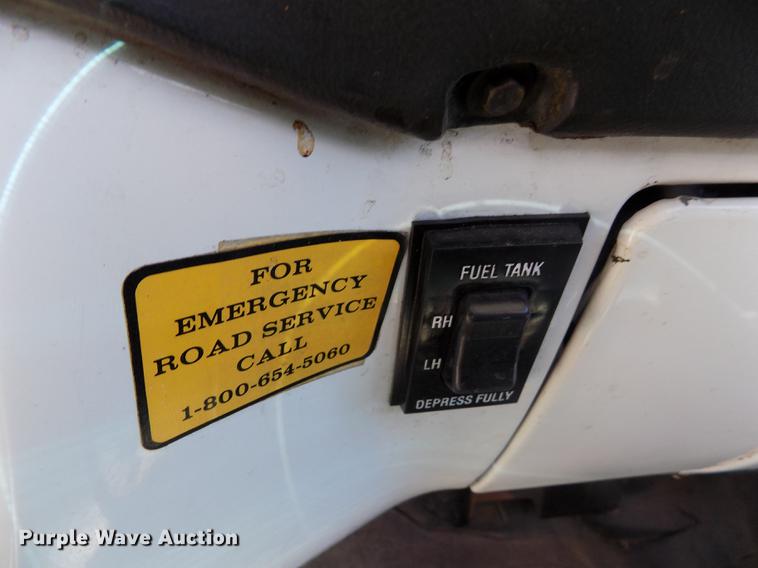 FOR
EMERGENCY
ROAD SERVICE
CALL
1-800-654-5060
FUEL TANK
RH
LH
DEPRESS FULLY
Purple Wave Auction